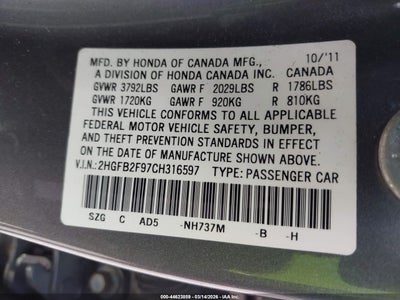 MFD. BY HONDA OF CANADA MFG., 10/'11
A DIVISION OF HONDA CANADA INC. CANADA
GVWR 3792LBS GAWR F 2029LBS R 1786LBS
GVWR 1720KG GAWR F 920KG R 810KG
THIS VEHICLE CONFORMS TO ALL APPLICABLE
FEDERAL MOTOR VEHICLE SAFETY, BUMPER,
AND THEFT PREVENTION STANDARDS IN EFFECT
ON THE DATE OF MANUFACTURE SHOWN ABOVE.
V.I.N.: 2HGFB2F97CH316597 TYPE: PASSENGER CAR
SZG C AD5 -NH737M -B -H
000-44623059 - 03/14/2026 - IAA